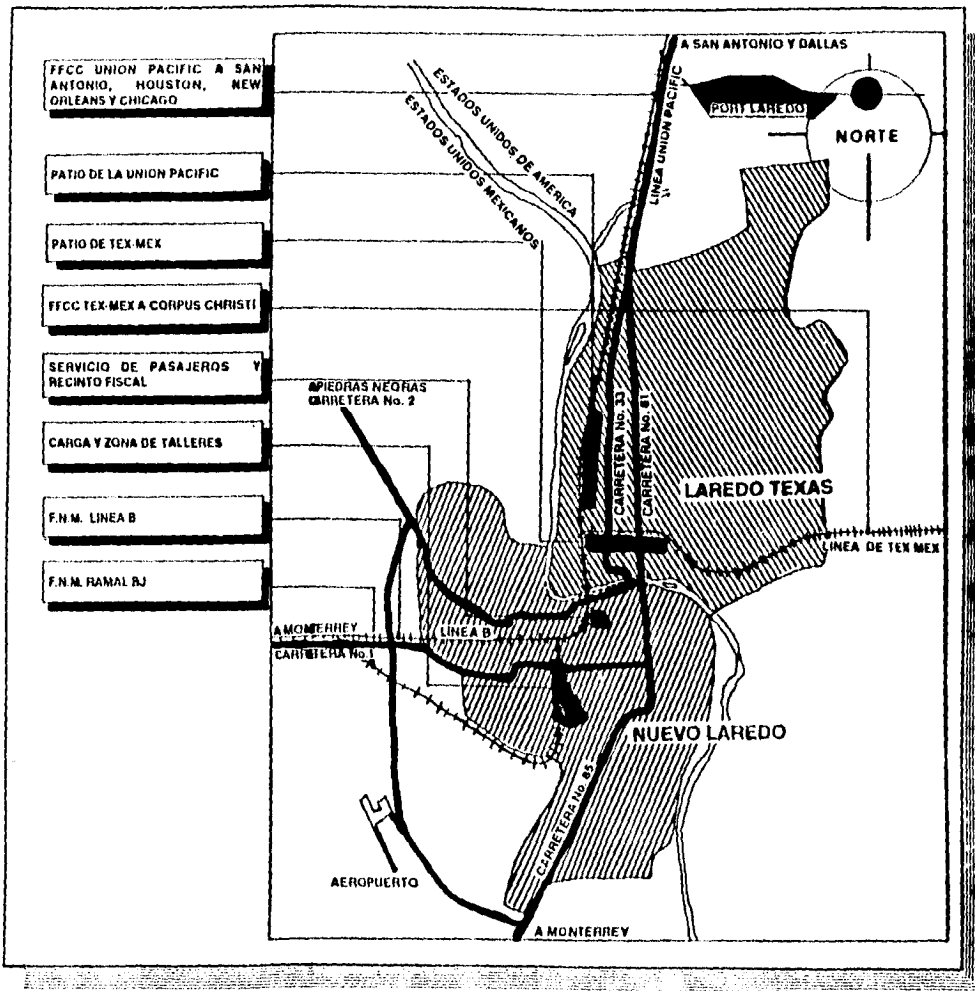 FFCC UNION PACIFIC A SAN
ANTONIO, HOUSTON, NEW
ORLEANS Y CHICAGO
PATIO DE LA UNION PACIFIC
PATIO DE TEX-MEX
FFCC TEX-MEX A CORPUS CHRISTI
SERVICIO DE PASAJEROS Y
RECINTO FISCAL
CARGA Y ZONA DE TALLERES
F.N.M. LINEA B
F.N.M. RAMAL BJ
A SAN ANTONIO Y DALLAS
PORT LAREDO
NORTE
ESTADOS UNIDOS DE AMERICA
ESTADOS UNIDOS MEXICANOS
LINEA UNION PACIFIC
A PIEDRAS NEGRAS
CARRETERA No. 2
CARRETERA No. 33
CARRETERA No. 81
LAREDO TEXAS
LINEA DE TEX MEX
A MONTERREY
LINEA B
CARRETERA No. 1
NUEVO LAREDO
CARRETERA No. 85
AEROPUERTO
A MONTERREY